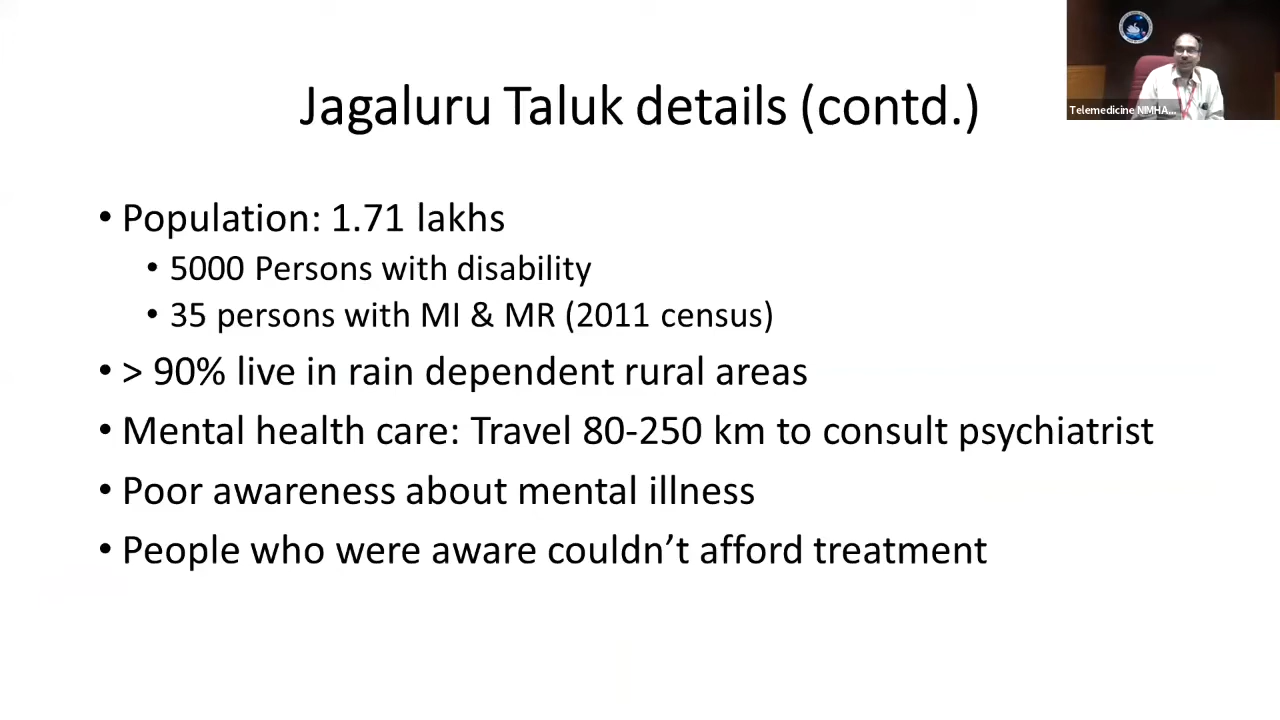 Jagaluru Taluk details (contd.)
Telemedicine NIMHA...
• Population: 1.71 lakhs
• 5000 Persons with disability
• 35 persons with MI & MR (2011 census)
• > 90% live in rain dependent rural areas
• Mental health care: Travel 80-250 km to consult psychiatrist
• Poor awareness about mental illness
• People who were aware couldn’t afford treatment